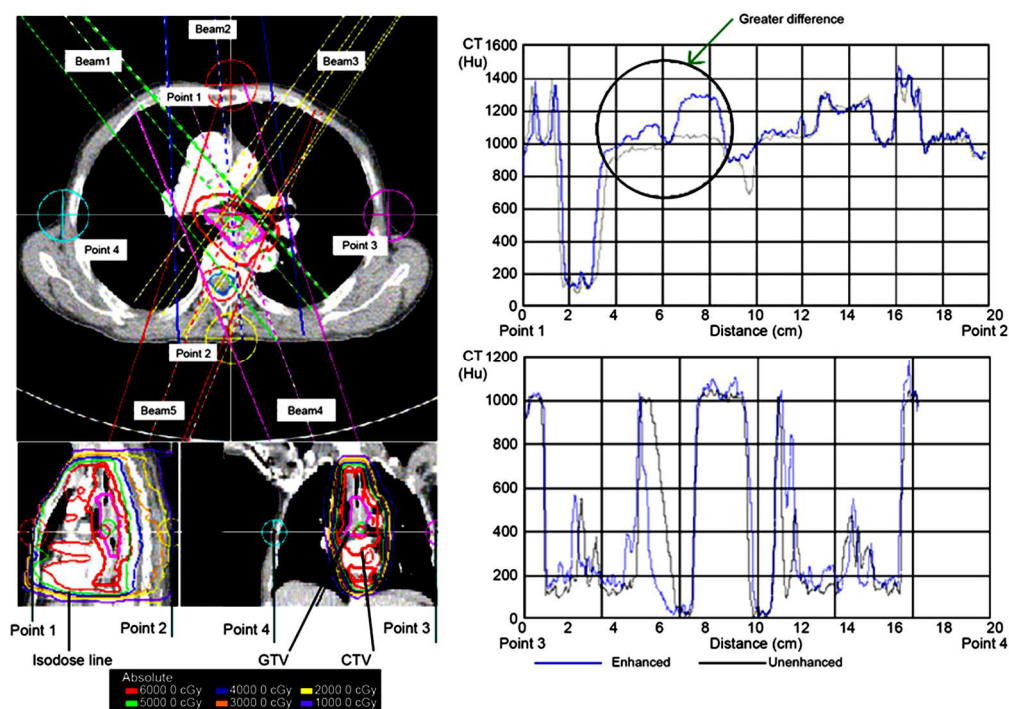 Beam2
Beam1
Beam3
Point 1
Point 4
Point 3
Point 2
Beam5
Beam4
Point 1
Point 2
Point 4
Point 3
Isodose line
GTV
CTV
Absolute
6000 0 cGy
4000 0 cGy
2000 0 cGy
5000 0 cGy
3000 0 cGy
1000 0 cGy
Greater difference
CT
(Hu)
1600
1400
1200
1000
800
600
400
200
0
0 2 4 6 8 10 12 14 16 18 20
Point 1
Distance (cm)
Point 2
CT
(Hu)
1200
1000
800
600
400
200
0
0 2 4 6 8 10 12 14 16 18 20
Point 3
Distance (cm)
Point 4
Enhanced
Unenhanced